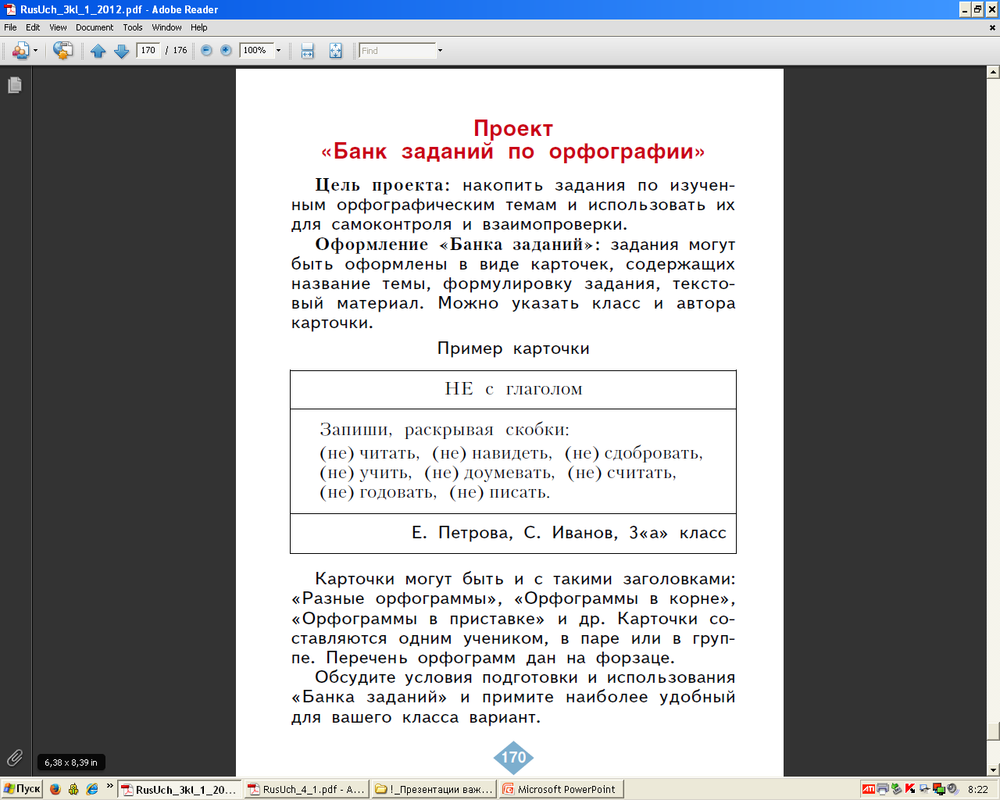 RusUch_3kl_1_2012.pdf - Adobe Reader
File Edit View Document Tools Window Help
170 / 176 100% Find
Проект
«Банк заданий по орфографии»
Цель проекта: накопить задания по изучен-
ным орфографическим темам и использовать их
для самоконтроля и взаимопроверки.
Оформление «Банка заданий»: задания могут
быть оформлены в виде карточек, содержащих
название темы, формулировку задания, тексто-
вый материал. Можно указать класс и автора
карточки.
Пример карточки
НЕ с глаголом
Запиши, раскрывая скобки:
(не) читать, (не) навидеть, (не) сдобровать,
(не) учить, (не) доумевать, (не) считать,
(не) годовать, (не) писать.
Е. Петрова, С. Иванов, 3«а» класс
Карточки могут быть и с такими заголовками:
«Разные орфограммы», «Орфограммы в корне»,
«Орфограммы в приставке» и др. Карточки со-
ставляются одним учеником, в паре или в груп-
пе. Перечень орфограмм дан на форзаце.
Обсудите условия подготовки и использования
«Банка заданий» и примите наиболее удобный
для вашего класса вариант.
170
6,38 x 8,39 in
Пуск » RusUch_3kl_1_20... RusUch_4_1.pdf - A... !_Презентации важ... Microsoft PowerPoint ATI 8:22